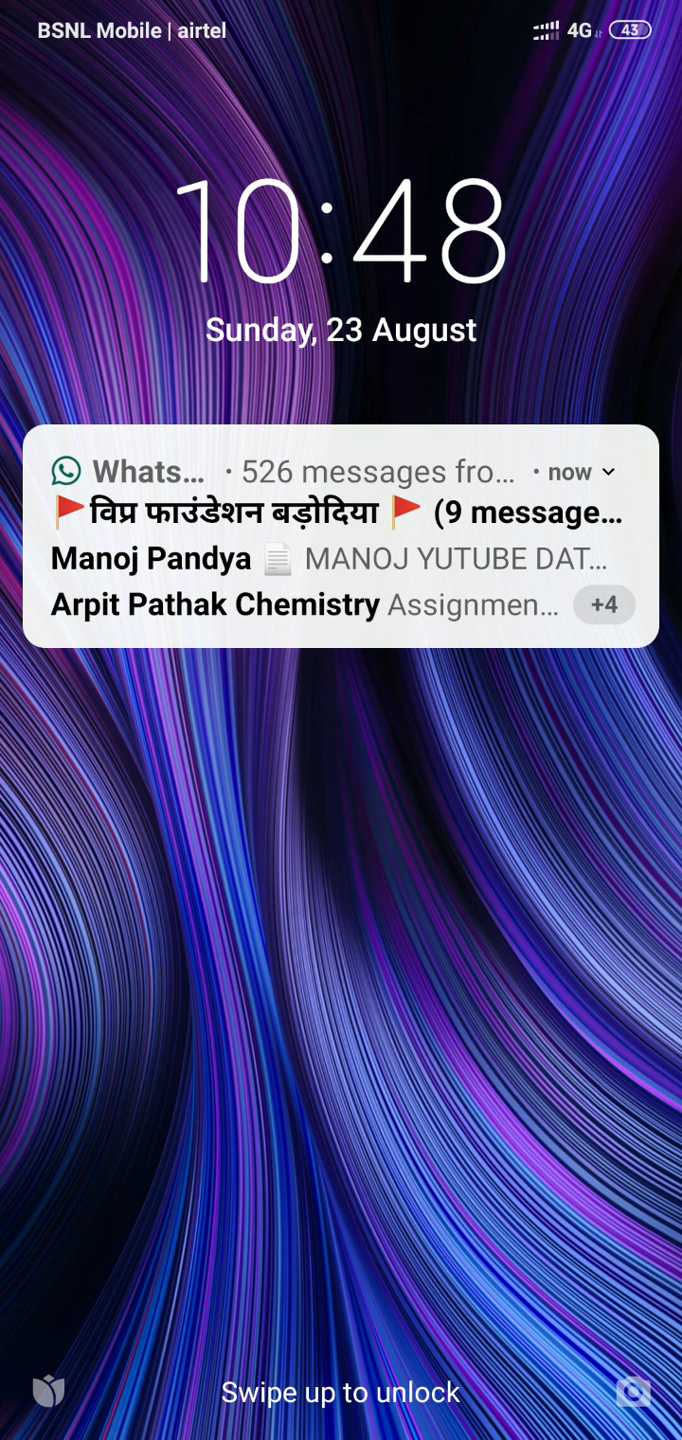 BSNL Mobile | airtel 4G 43
10:48
Sunday, 23 August
Whats... • 526 messages fro... • now
🚩विप्र फाउंडेशन बड़ोदिया 🚩 (9 message...
Manoj Pandya 📄 MANOJ YUTUBE DAT...
Arpit Pathak Chemistry Assignmen... +4
Swipe up to unlock